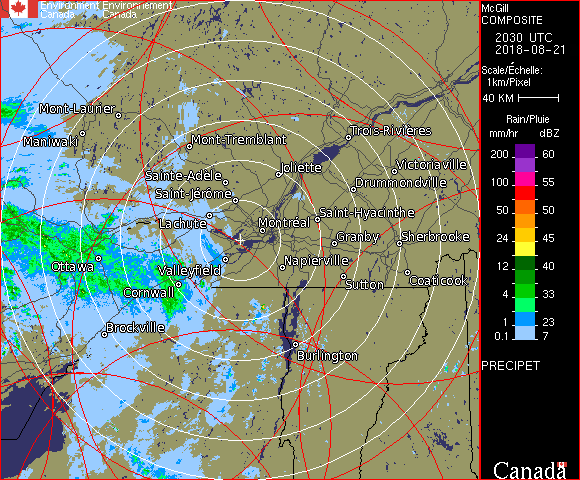 Environment Environnement
Canada Canada
McGill
COMPOSITE
2030 UTC
2018-08-21
Scale/Échelle:
1km/Pixel
40 KM
Rain/Pluie
mm/hr dBZ
200 60
55
100 55
50 50
24 45
12 40
4 33
1 23
0.1 7
PRECIPET
Canada
Mont-Laurier
Maniwaki
Mont-Tremblant
Trois-Rivières
Sainte-Adèle
Joliette
Victoriaville
Saint-Jérôme
Drummondville
Lachute
Montréal
Saint-Hyacinthe
Granby
Sherbrooke
Ottawa
Valleyfield
Napierville
Cornwall
Sutton
Coaticook
Brockville
Burlington